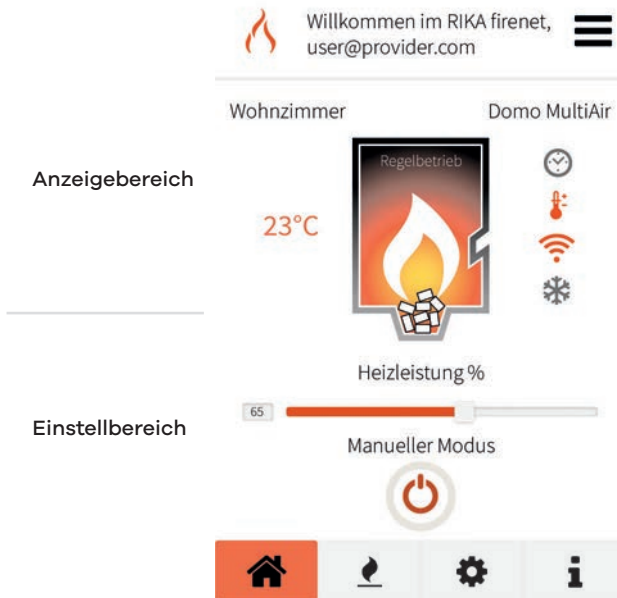 Willkommen im RIKA firenet,
user@provider.com
Wohnzimmer
Domo MultiAir
Anzeigebereich
Regelbetrieb
23°C
Heizleistung %
65
Einstellbereich
Manueller Modus